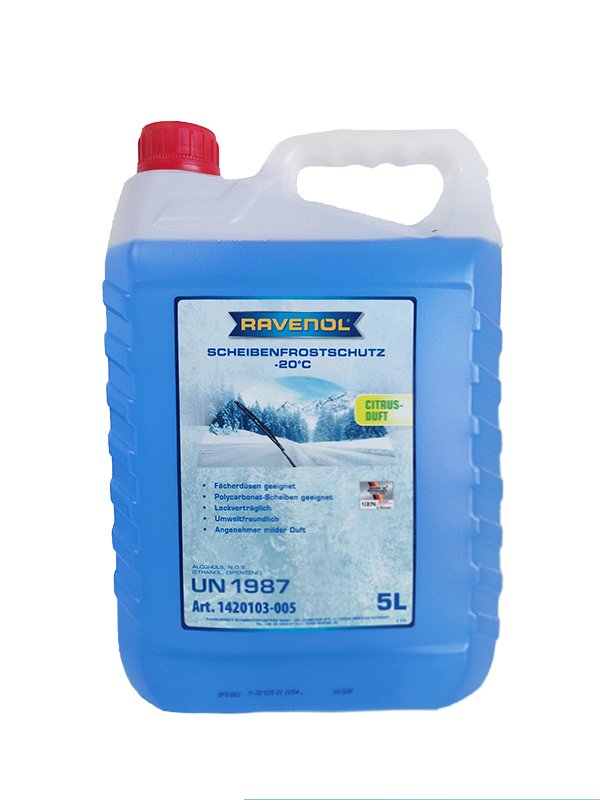 RAVENOL®
SCHEIBENFROSTSCHUTZ
-20°C
CITRUS-
DUFT
• Fächerdüsen geeignet
• Polycarbonat-Scheiben geeignet
• Lackverträglich
• Umweltfreundlich
• Angenehmer milder Duft
100%
ALCOHOLS, N.O.S.
(ETHANOL, DIPENTENE)
UN 1987
Art. 1420103-005
5L